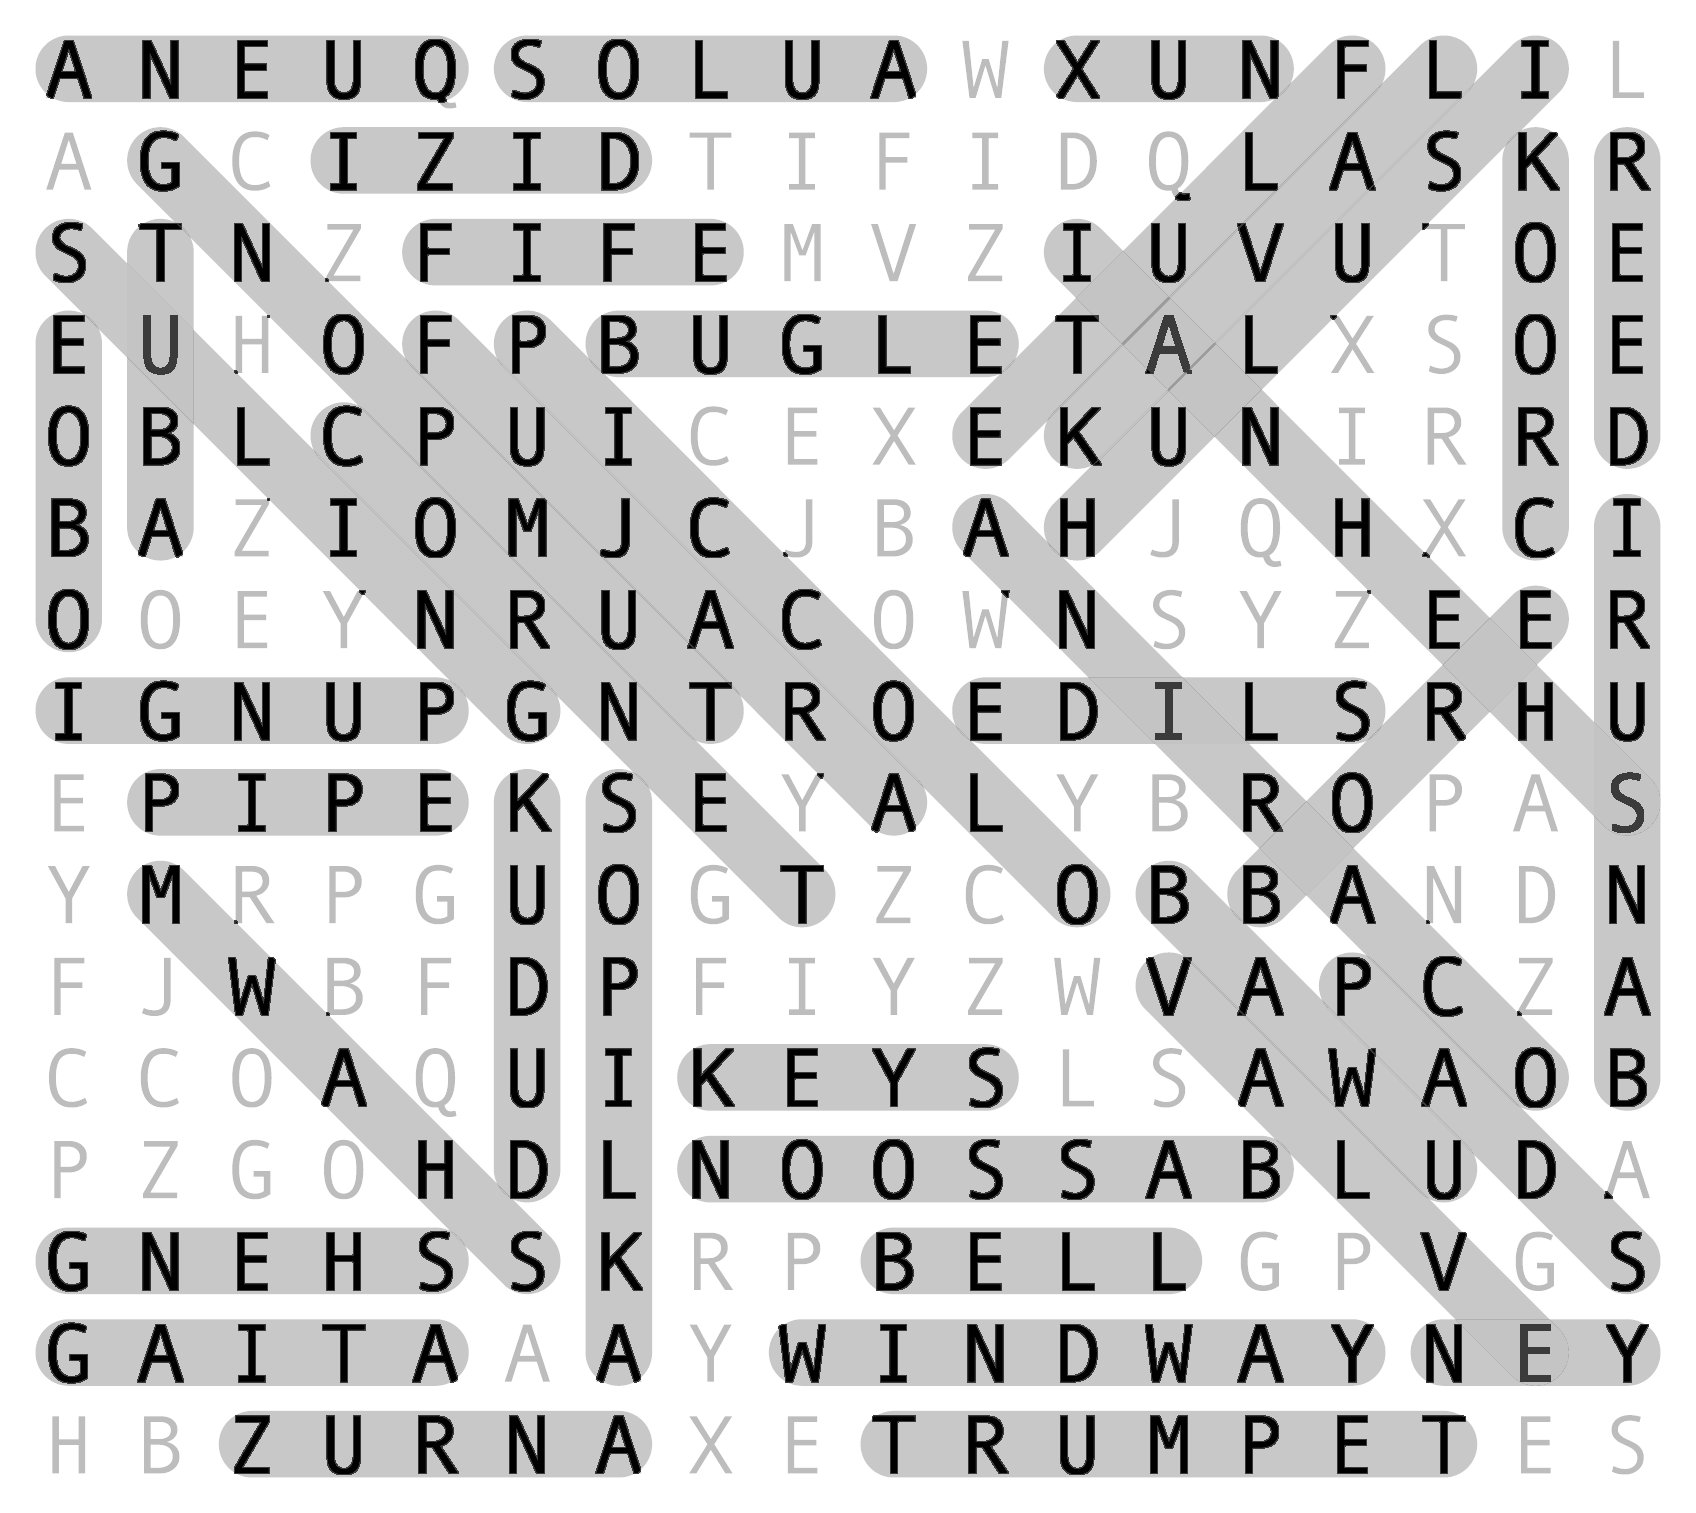 A N E U Q S O L U A W X U N F L I L
A G C I Z I D T I F I D Q L A S K R
S T N Z F I F E M V Z I U V U T O E
E U H O F P B U G L E T A L X S O E
O B L C P U I C E X E K U N I R R D
B A Z I O M J C J B A H J Q H X C I
O O E Y N R U A C O W N S Y Z E E R
I G N U P G N T R O E D I L S R H U
E P I P E K S E Y A L Y B R O P A S
Y M R P G U O G T Z C O B B A N D N
F J W B F D P F I Y Z W V A P C Z A
C C O A Q U I K E Y S L S A W A O B
P Z G O H D L N O O S S A B L U D A
G N E H S S K R P B E L L G P V G S
G A I T A A A Y W I N D W A Y N E Y
H B Z U R N A X E T R U M P E T E S